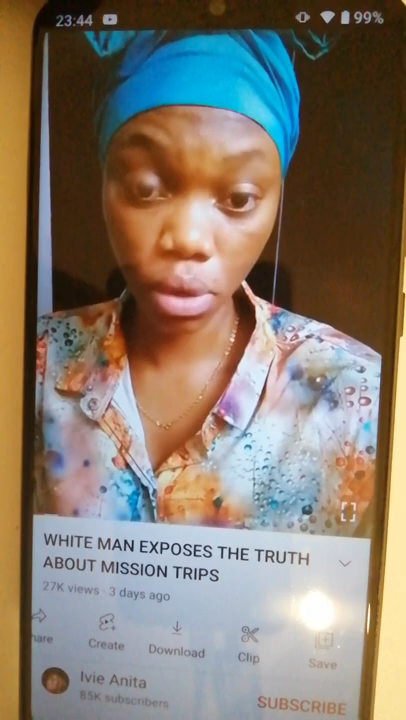 23:44 99%
WHITE MAN EXPOSES THE TRUTH
ABOUT MISSION TRIPS
27K views · 3 days ago
hare Create Download Clip Save
Ivie Anita
85K subscribers SUBSCRIBE